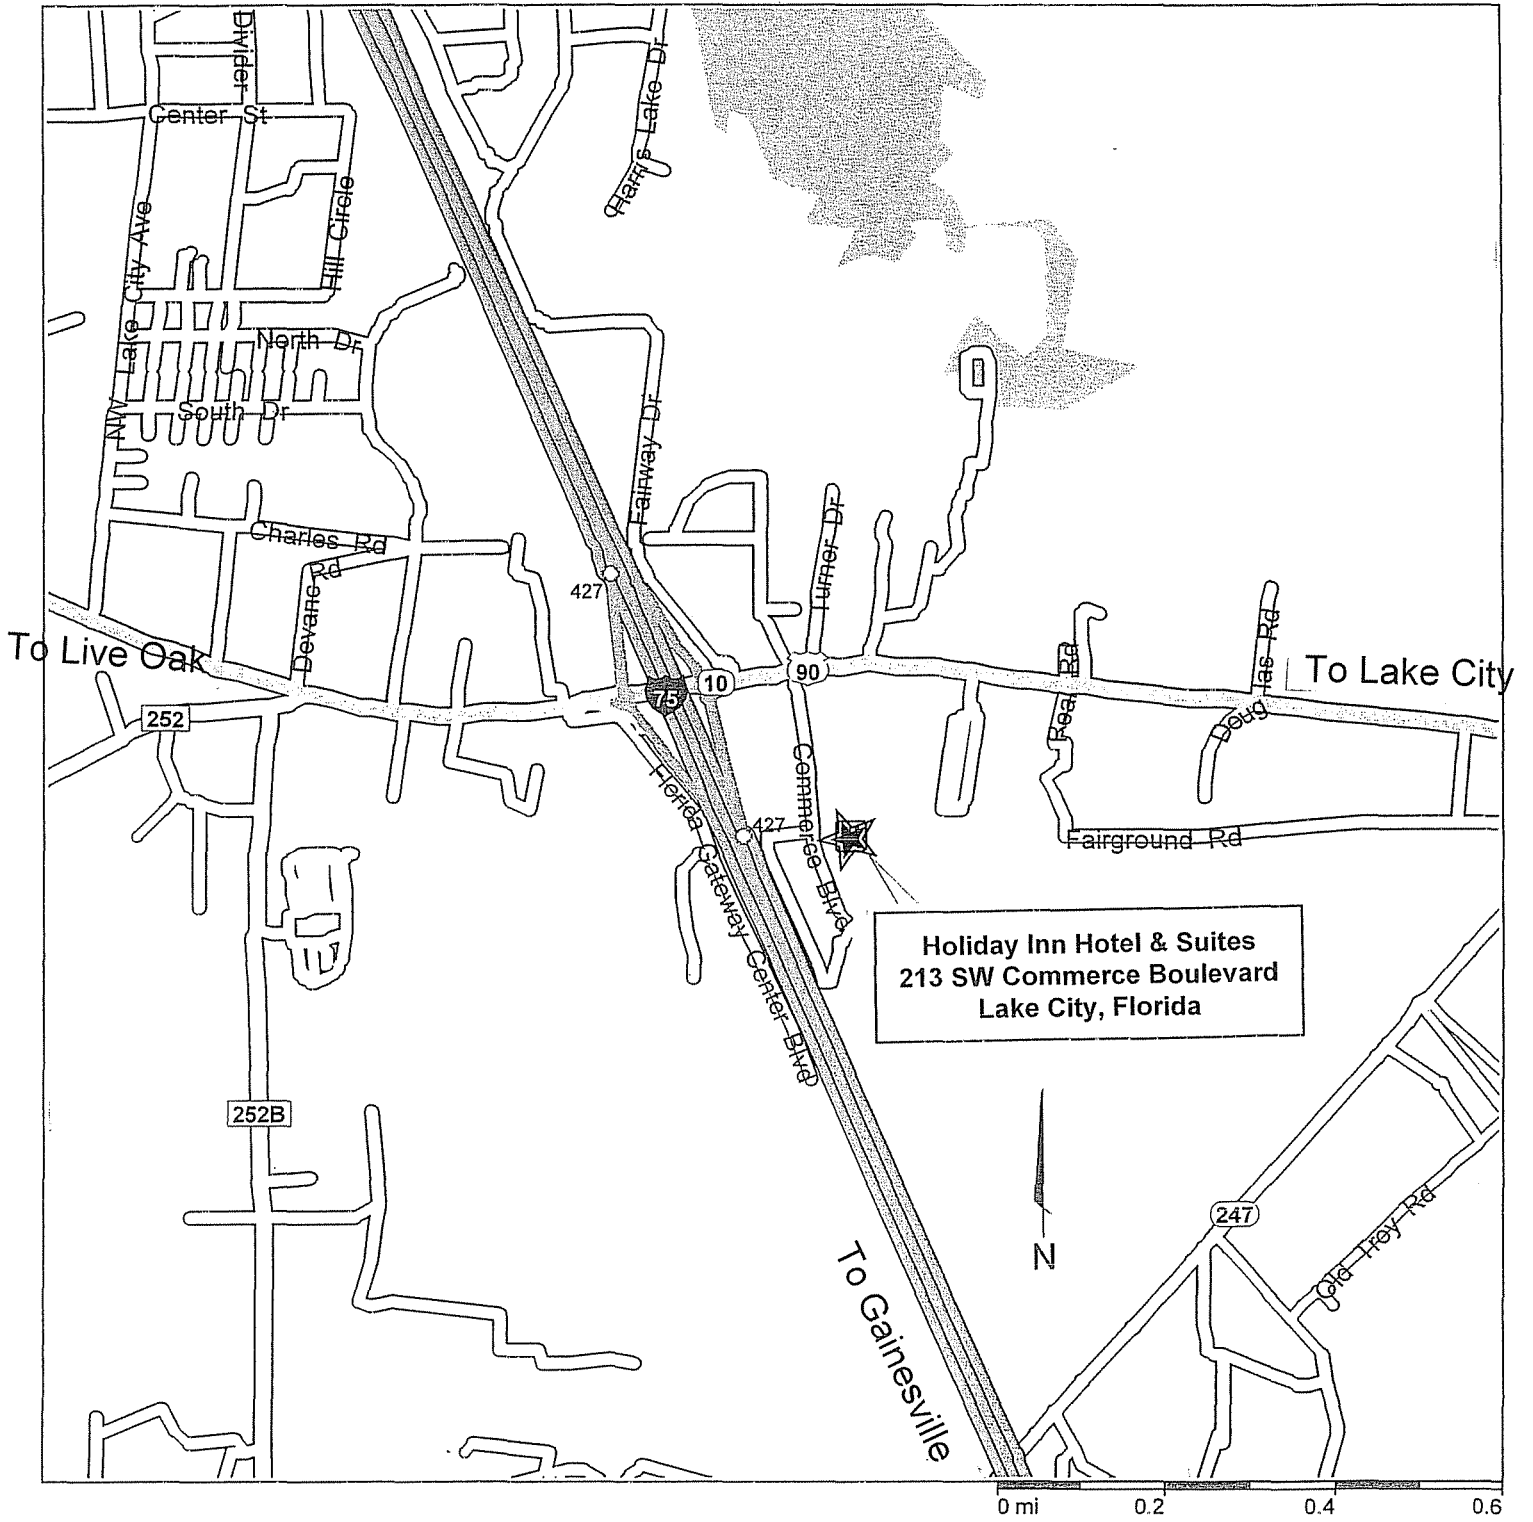 Divider
Center St
Harris Lake Dr
Hill Circle
NW Lake City Ave
North Dr
South Dr
Fairway Dr
Charles Rd
Devane Rd
Turner Dr
427
To Live Oak
75
10
90
Real Rd
Douglas Rd
To Lake City
252
Florida Gateway Center Blvd
Commerce Blvd
427
Fairground Rd
Holiday Inn Hotel & Suites
213 SW Commerce Boulevard
Lake City, Florida
252B
247
Old Troy Rd
N
To Gainesville
0 mi 0.2 0.4 0.6